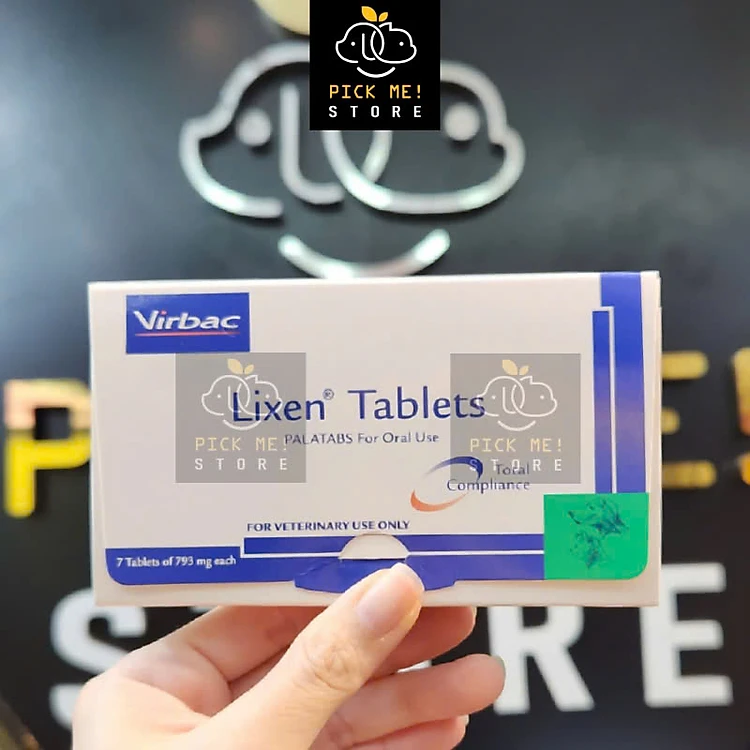 PICK ME!
STORE
Virbac
Lixen® Tablets
PALATABS For Oral Use
PICK ME!
STORE
PICK ME!
STORE
Total
Compliance
FOR VETERINARY USE ONLY
7 Tablets of 793 mg each
P
E!
STORE